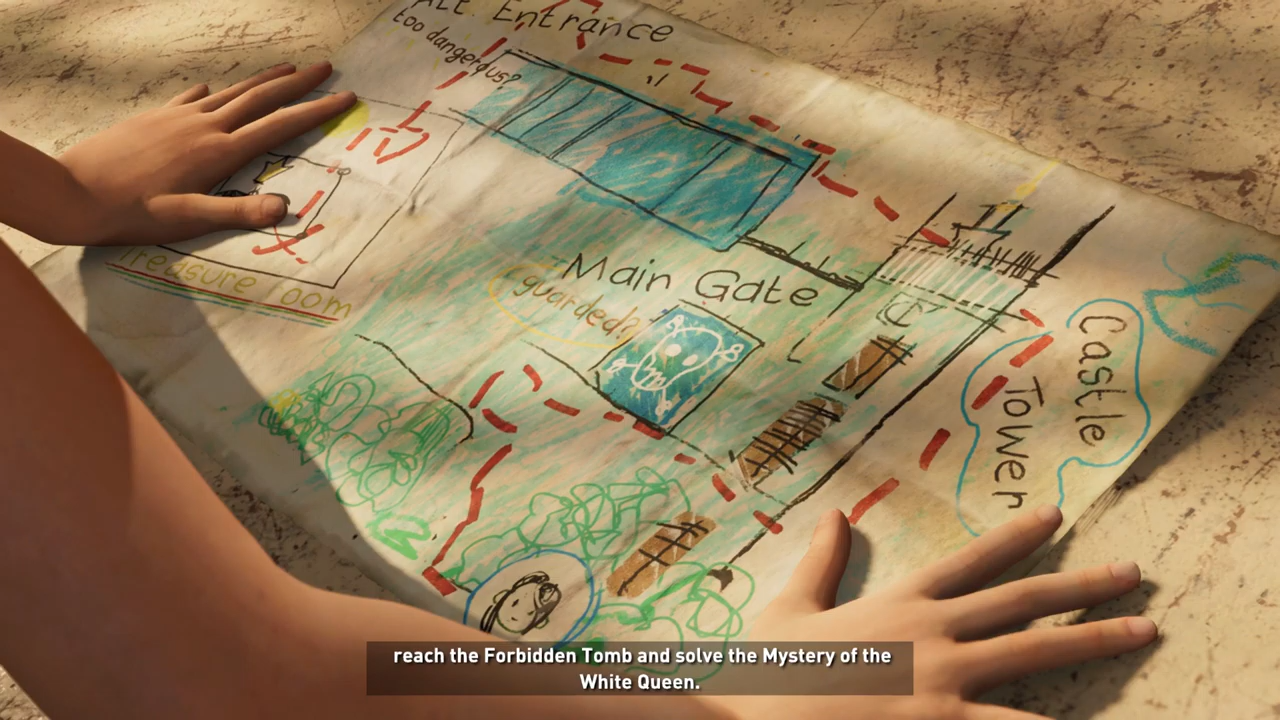 Alt. Entrance
too dangerous?
Treasure room
Main Gate
guarded?
Castle
Tower
reach the Forbidden Tomb and solve the Mystery of the
White Queen.